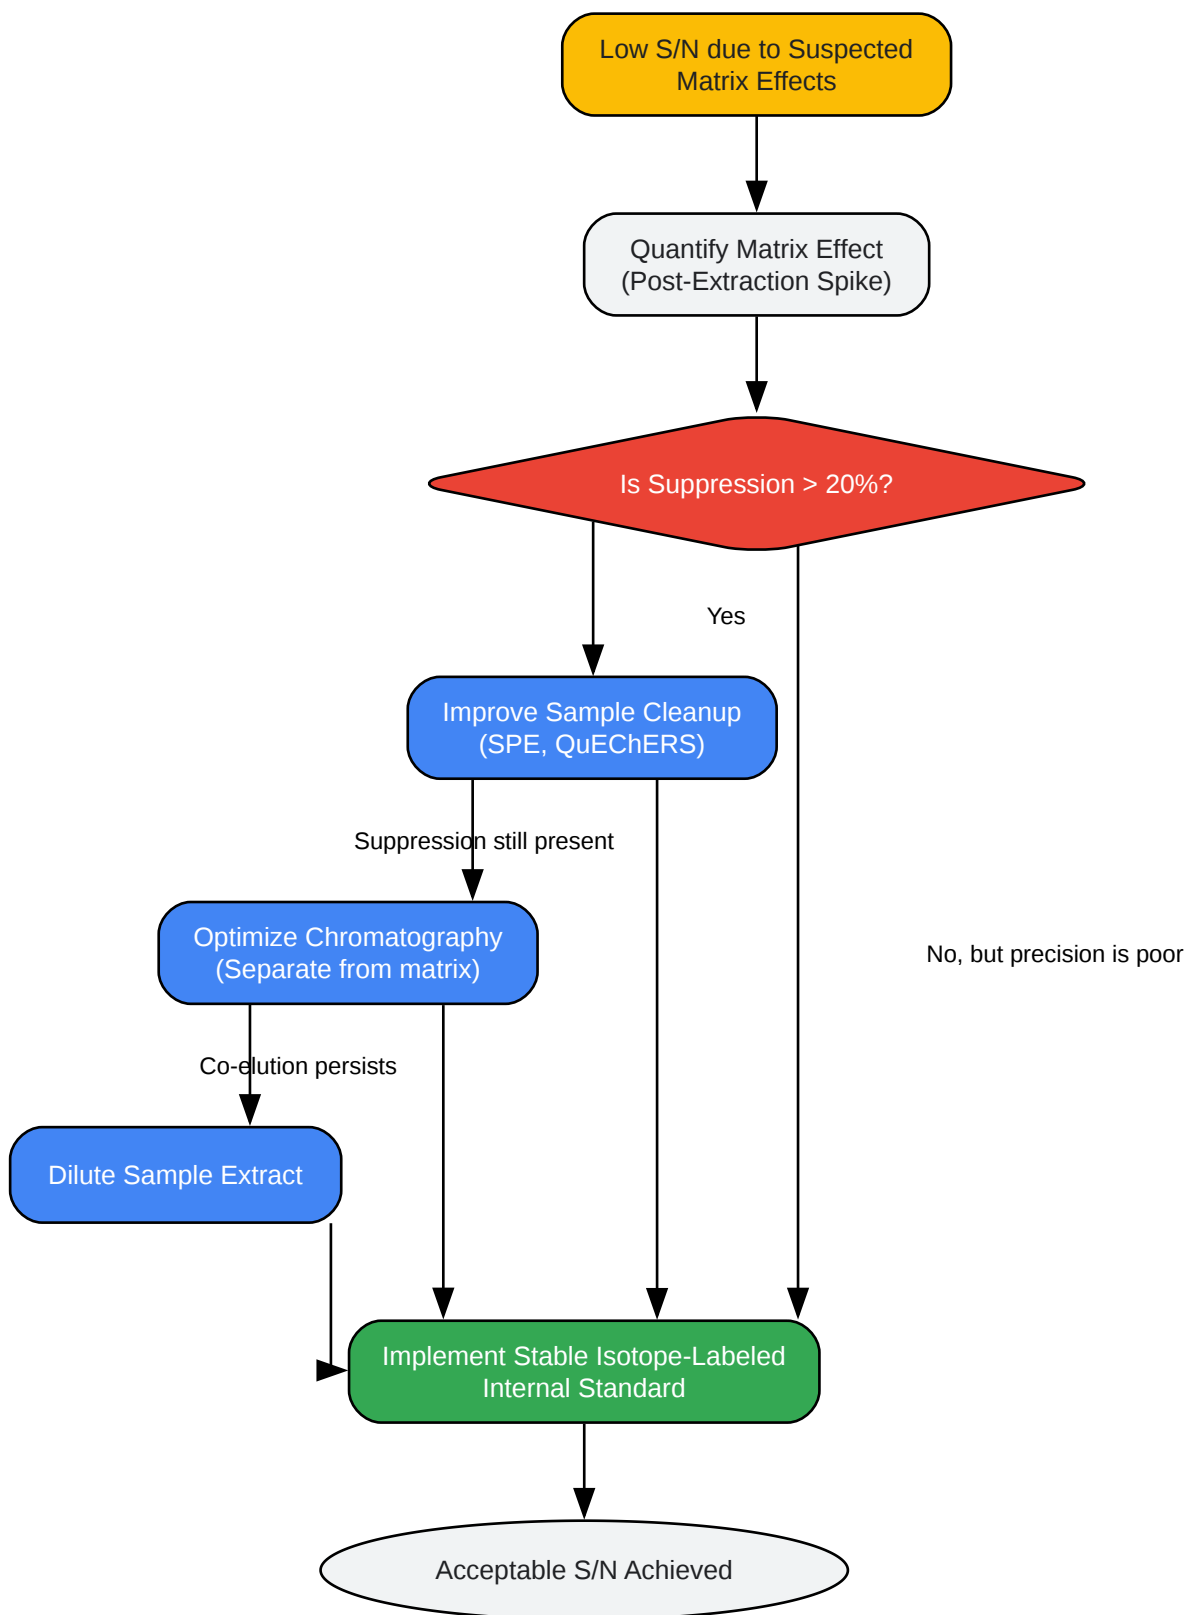 Low S/N due to Suspected
Matrix Effects
Quantify Matrix Effect
(Post-Extraction Spike)
Is Suppression > 20%?
Yes
Improve Sample Cleanup
(SPE, QuEChERS)
Suppression still present
Optimize Chromatography
(Separate from matrix)
No, but precision is poor
Co-elution persists
Dilute Sample Extract
Implement Stable Isotope-Labeled
Internal Standard
Acceptable S/N Achieved